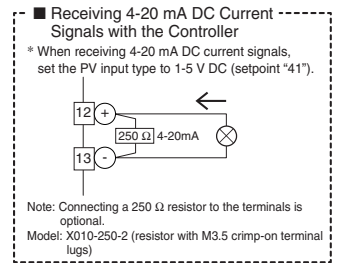 ■ Receiving 4-20 mA DC Current
Signals with the Controller
* When receiving 4-20 mA DC current signals,
set the PV input type to 1-5 V DC (setpoint “41”).
12 +
250 Ω 4-20mA
13 -
Note: Connecting a 250 Ω resistor to the terminals is
optional.
Model: X010-250-2 (resistor with M3.5 crimp-on terminal
lugs)